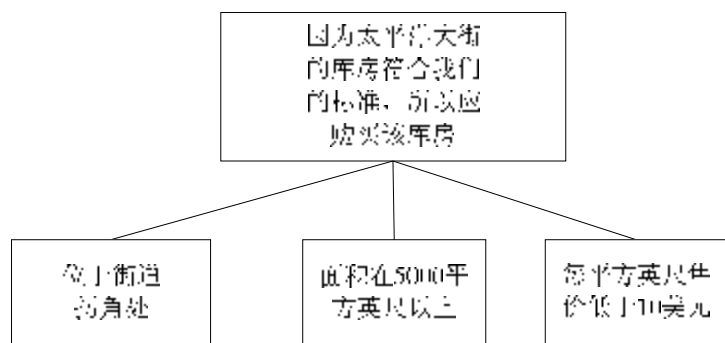 因为太平洋大街
的库房符合我们
的标准，所以应
购买该库房
位于街道
拐角处
面积在5000平
方英尺以上
每平方英尺售
价低于10美元